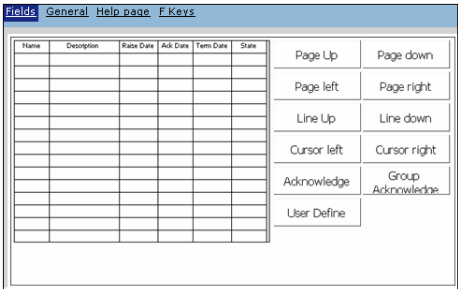 Fields General Help page F Keys
Name Description Raise Date Ack Date Term Date State
Page Up Page down
Page left Page right
Line Up Line down
Cursor left Cursor right
Acknowledge Group Acknowledge
User Define